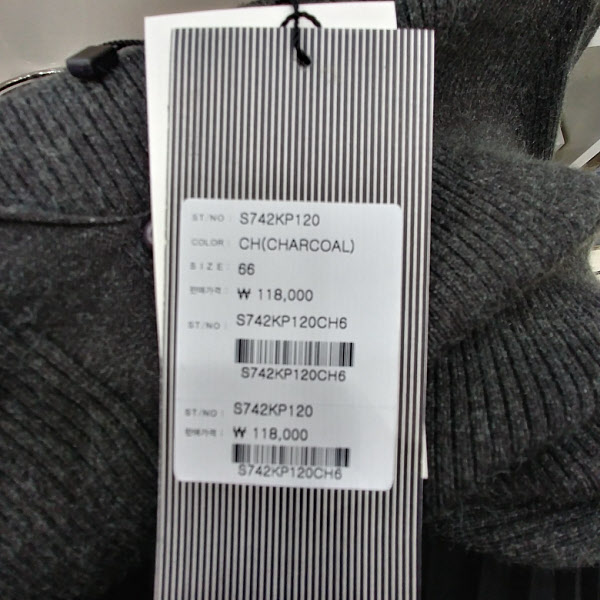 ST/NO : S742KP120
COLOR : CH(CHARCOAL)
SIZE : 66
판매가격 : ₩ 118,000
ST/NO : S742KP120CH6
S742KP120CH6
ST/NO : S742KP120
판매가격 : ₩ 118,000
S742KP120CH6